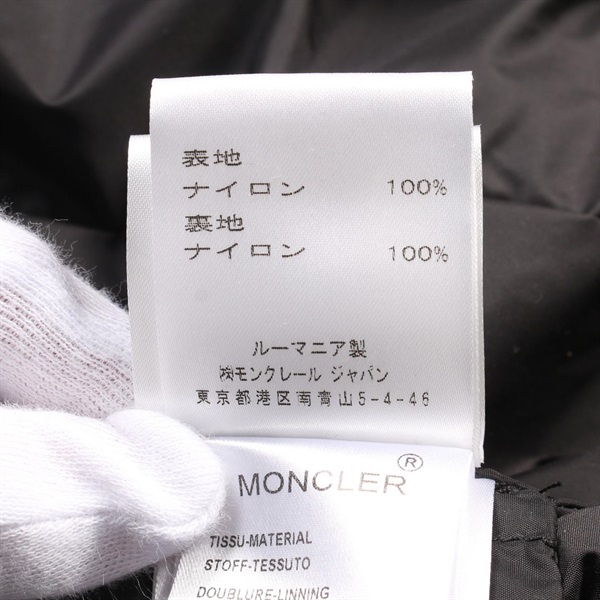 表地
ナイロン 100%
裏地
ナイロン 100%
ルーマニア製
㈱モンクレール ジャパン
東京都港区南青山5-4-46
MONCLER®
TISSU-MATERIAL
STOFF-TESSUTO
DOUBLURE-LINNING